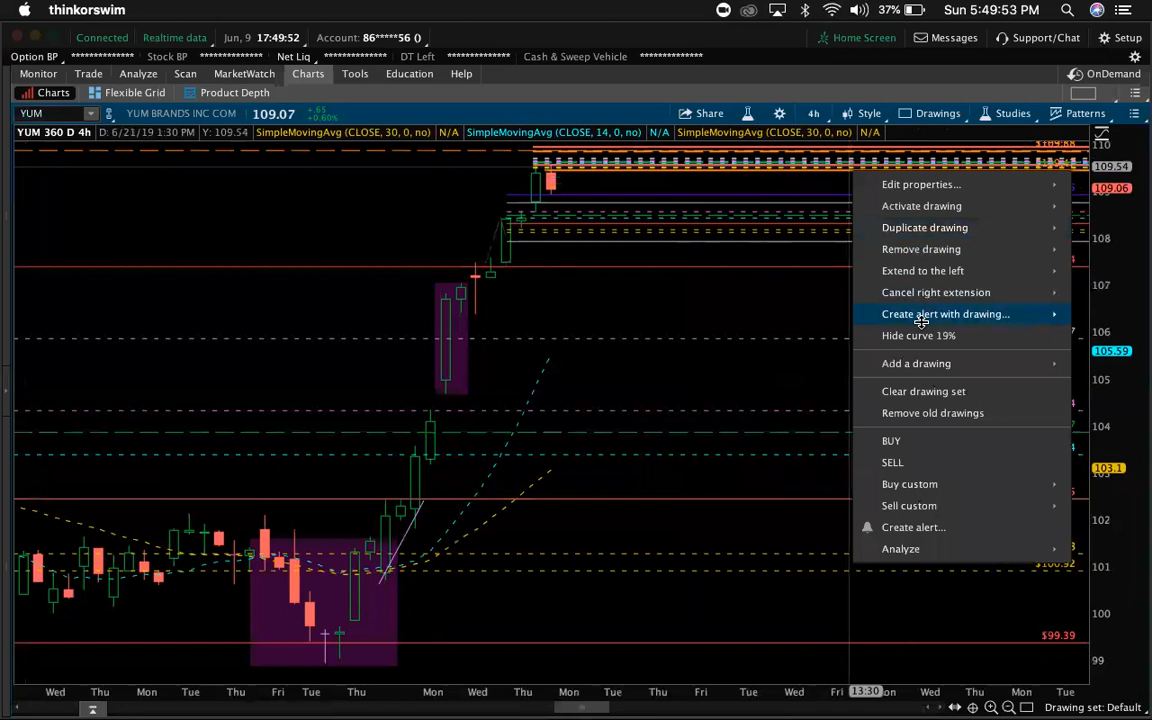 thinkorswim 37% Sun 5:49:53 PM
Connected Realtime data Jun, 9 17:49:52 Account: 86*****56 () Home Screen Messages Support/Chat Setup
Option BP ************** Stock BP ************** Net Liq ************** DT Left ************** Cash & Sweep Vehicle **************
Monitor Trade Analyze Scan MarketWatch Charts Tools Education Help OnDemand
Charts Flexible Grid Product Depth
YUM YUM BRANDS INC COM 109.07 +.65 +0.60% Share 4h Style Drawings Studies Patterns
YUM 360 D 4h D: 6/21/19 1:30 PM Y: 109.54 SimpleMovingAvg (CLOSE, 30, 0, no) N/A SimpleMovingAvg (CLOSE, 14, 0, no) N/A SimpleMovingAvg (CLOSE, 30, 0, no) N/A
110
109.54
109.06
108
107
106
105.59
105
104
103.1
102
101
100
99
$99.39
Edit properties...
Activate drawing
Duplicate drawing
Remove drawing
Extend to the left
Cancel right extension
Create alert with drawing...
Hide curve 19%
Add a drawing
Clear drawing set
Remove old drawings
BUY
SELL
Buy custom
Sell custom
Create alert...
Analyze
Wed Thu Mon Tue Thu Fri Tue Thu Mon Wed Thu Mon Tue Thu Fri Tue Wed Fri 13:30 Wed Thu Mon Tue
Drawing set: Default